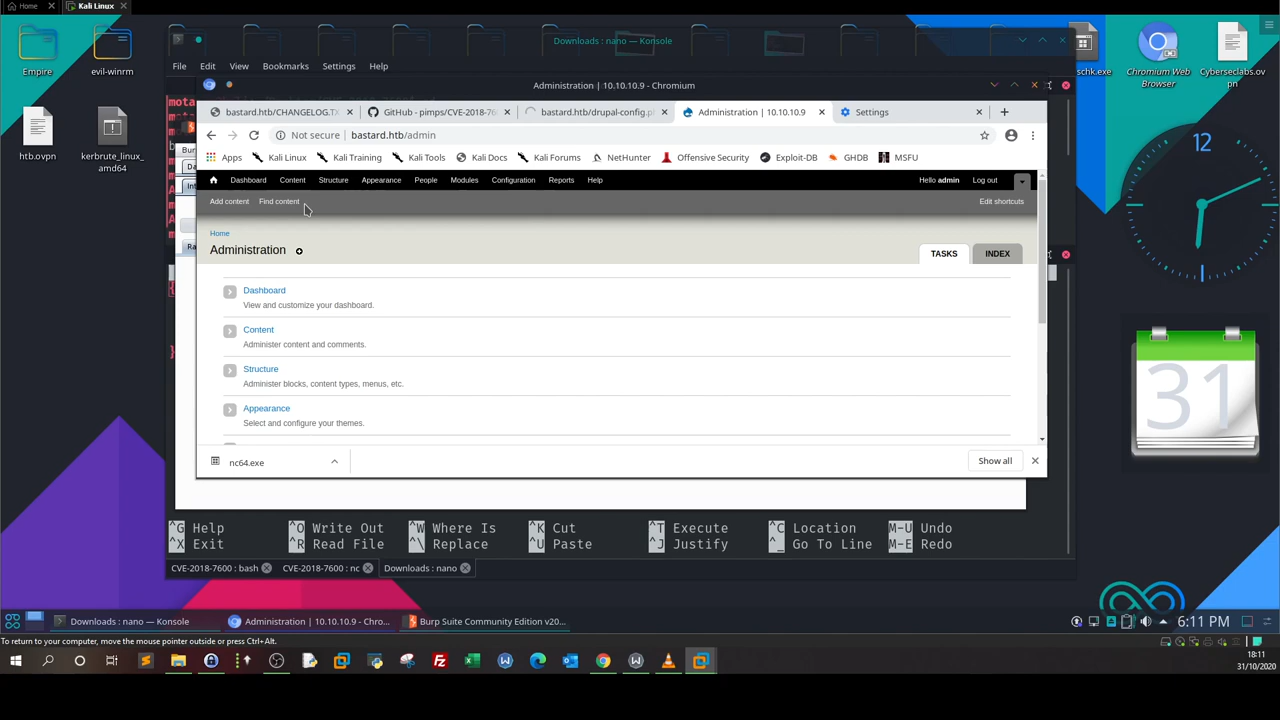 Home
Kali Linux
Empire
evil-winrm
htb.ovpn
kerbrute_linux_
amd64
Downloads : nano — Konsole
File Edit View Bookmarks Settings Help
Administration | 10.10.10.9 - Chromium
mota
bastard.htb/CHANGELOG.TX
GitHub - pimps/CVE-2018-76
bastard.htb/drupal-config.p
Administration | 10.10.10.9
Settings
Not secure | bastard.htb/admin
Apps Kali Linux Kali Training Kali Tools Kali Docs Kali Forums NetHunter Offensive Security Exploit-DB GHDB MSFU
Dashboard Content Structure Appearance People Modules Configuration Reports Help Hello admin Log out
Add content Find content Edit shortcuts
Home
Administration
TASKS INDEX
Dashboard
View and customize your dashboard.
Content
Administer content and comments.
Structure
Administer blocks, content types, menus, etc.
Appearance
Select and configure your themes.
nc64.exe
Show all
^G Help ^O Write Out ^W Where Is ^K Cut ^T Execute ^C Location M-U Undo
^X Exit ^R Read File ^\ Replace ^U Paste ^J Justify ^_ Go To Line M-E Redo
CVE-2018-7600 : bash CVE-2018-7600 : nc Downloads : nano
schk.exe
Chromium Web
Browser
Cyberseclabs.ov
pn
12
31
Downloads : nano — Konsole
Administration | 10.10.10.9 - Chro...
Burp Suite Community Edition v20...
6:11 PM
To return to your computer, move the mouse pointer outside or press Ctrl+Alt.
18:11
31/10/2020